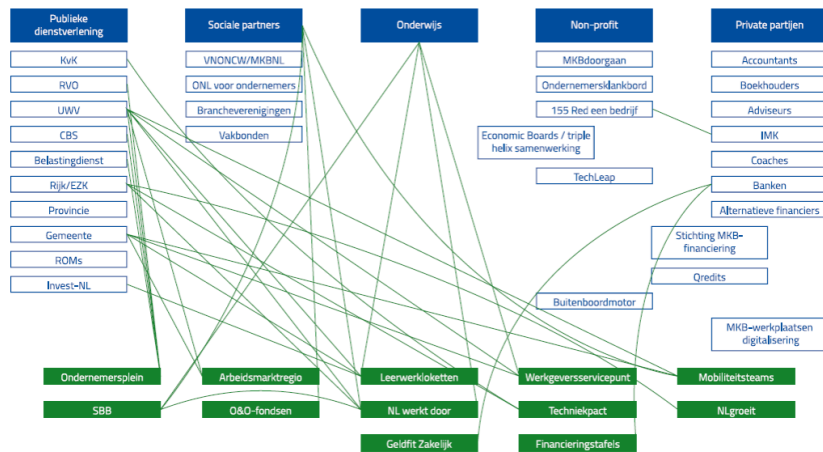 Publieke
dienstverlening
Sociale partners
Onderwijs
Non-profit
Private partijen
KvK
VNONCW/MKBNL
MKBdoorgaan
Accountants
RVO
ONL voor ondernemers
Ondernemersklankbord
Boekhouders
UWV
Brancheverenigingen
155 Red een bedrijf
Adviseurs
CBS
Vakbonden
Economic Boards / triple
helix samenwerking
IMK
Belastingdienst
Coaches
Rijk/EZK
TechLeap
Banken
Provincie
Alternatieve financiers
Gemeente
Stichting MKB-
financiering
ROMs
Qredits
Invest-NL
Buitenboordmotor
MKB-werkplaatsen
digitalisering
Ondernemersplein
Arbeidsmarktregio
Leerwerkloketten
Werkgeversservicepunt
Mobiliteitsteams
SBB
O&O-fondsen
NL werkt door
Techniekpact
NLgroeit
Geldfit Zakelijk
Financieringstafels